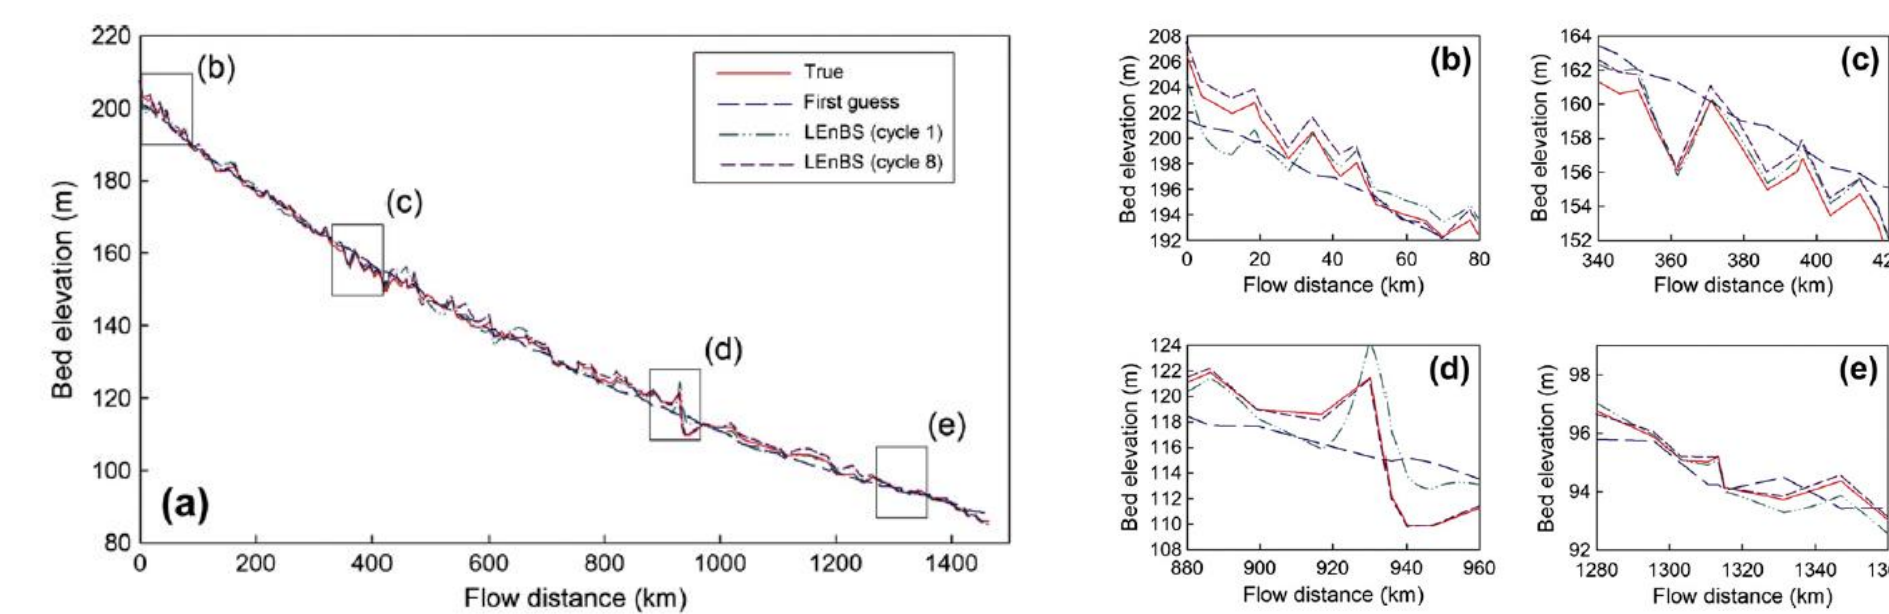 220
200
180
160
140
120
100
80
Bed elevation (m)
0 200 400 600 800 1000 1200 1400
Flow distance (km)
(a)
(b)
(c)
(d)
(e)
True
First guess
LEnBS (cycle 1)
LEnBS (cycle 8)
208
206
204
202
200
198
196
194
192
Bed elevation (m)
(b)
0 20 40 60 80
Flow distance (km)
164
162
160
158
156
154
152
Bed elevation (m)
(c)
340 360 380 400 42
Flow distance (km)
124
122
120
118
116
114
112
110
108
Bed elevation (m)
(d)
880 900 920 940 960
Flow distance (km)
98
96
94
92
Bed elevation (m)
(e)
1280 1300 1320 1340 136
Flow distance (km)